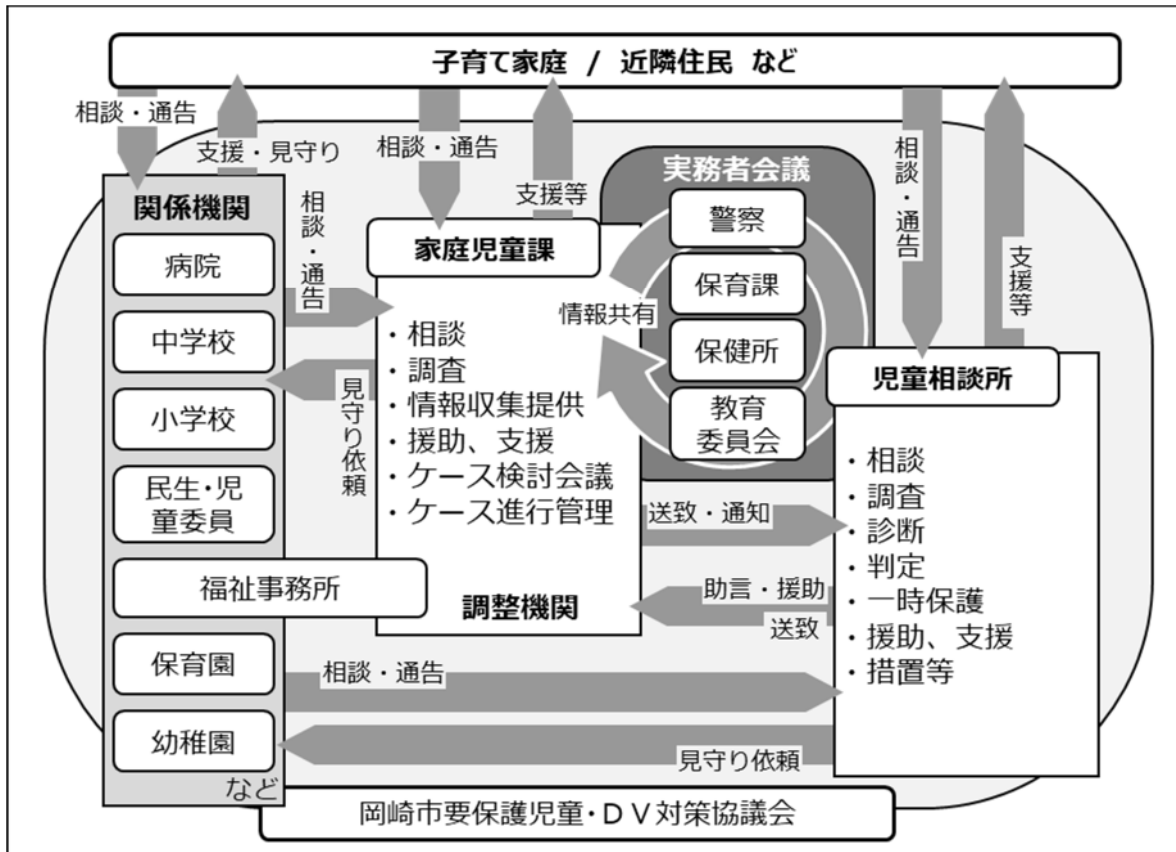 子育て家庭 / 近隣住民 など
相談・通告
支援・見守り
相談・通告
支援等
相談・通告
支援等
関係機関
病院
中学校
小学校
民生・児
童委員
福祉事務所
保育園
幼稚園
など
相談・通告
見守り依頼
家庭児童課
・相談
・調査
・情報収集提供
・援助、支援
・ケース検討会議
・ケース進行管理
調整機関
実務者会議
警察
保育課
保健所
教育
委員会
情報共有
送致・通知
助言・援助
送致
児童相談所
・相談
・調査
・診断
・判定
・一時保護
・援助、支援
・措置等
相談・通告
見守り依頼
岡崎市要保護児童・DV対策協議会